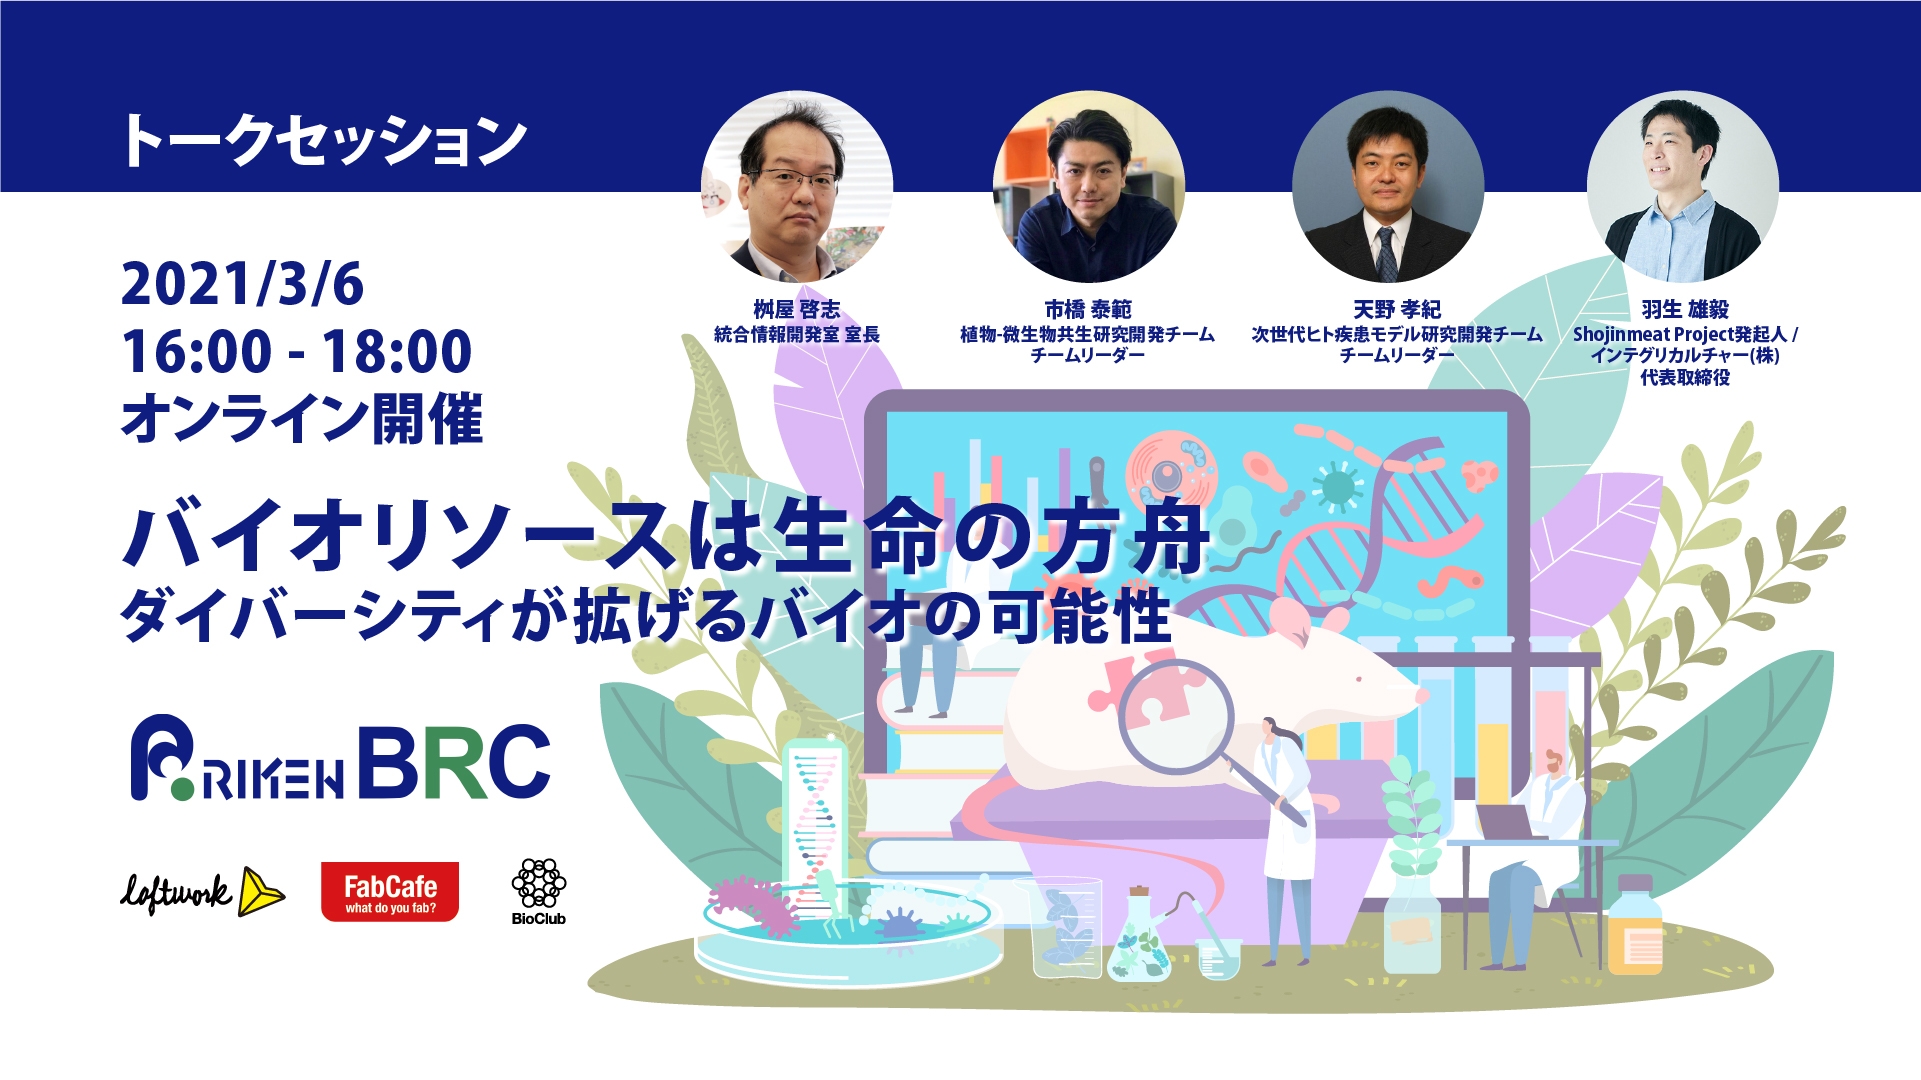 トークセッション
2021/3/6
16:00 - 18:00
オンライン開催
桝屋 啓志
統合情報開発室 室長
市橋 泰範
植物-微生物共生研究開発チーム
チームリーダー
天野 孝紀
次世代ヒト疾患モデル研究開発チーム
チームリーダー
羽生 雄毅
Shojinmeat Project発起人 /
インテグリカルチャー(株)
代表取締役
バイオリソースは生命の方舟
ダイバーシティが拡げるバイオの可能性
RIKEN BRC
loftwork
FabCafe
what do you fab?
BioClub